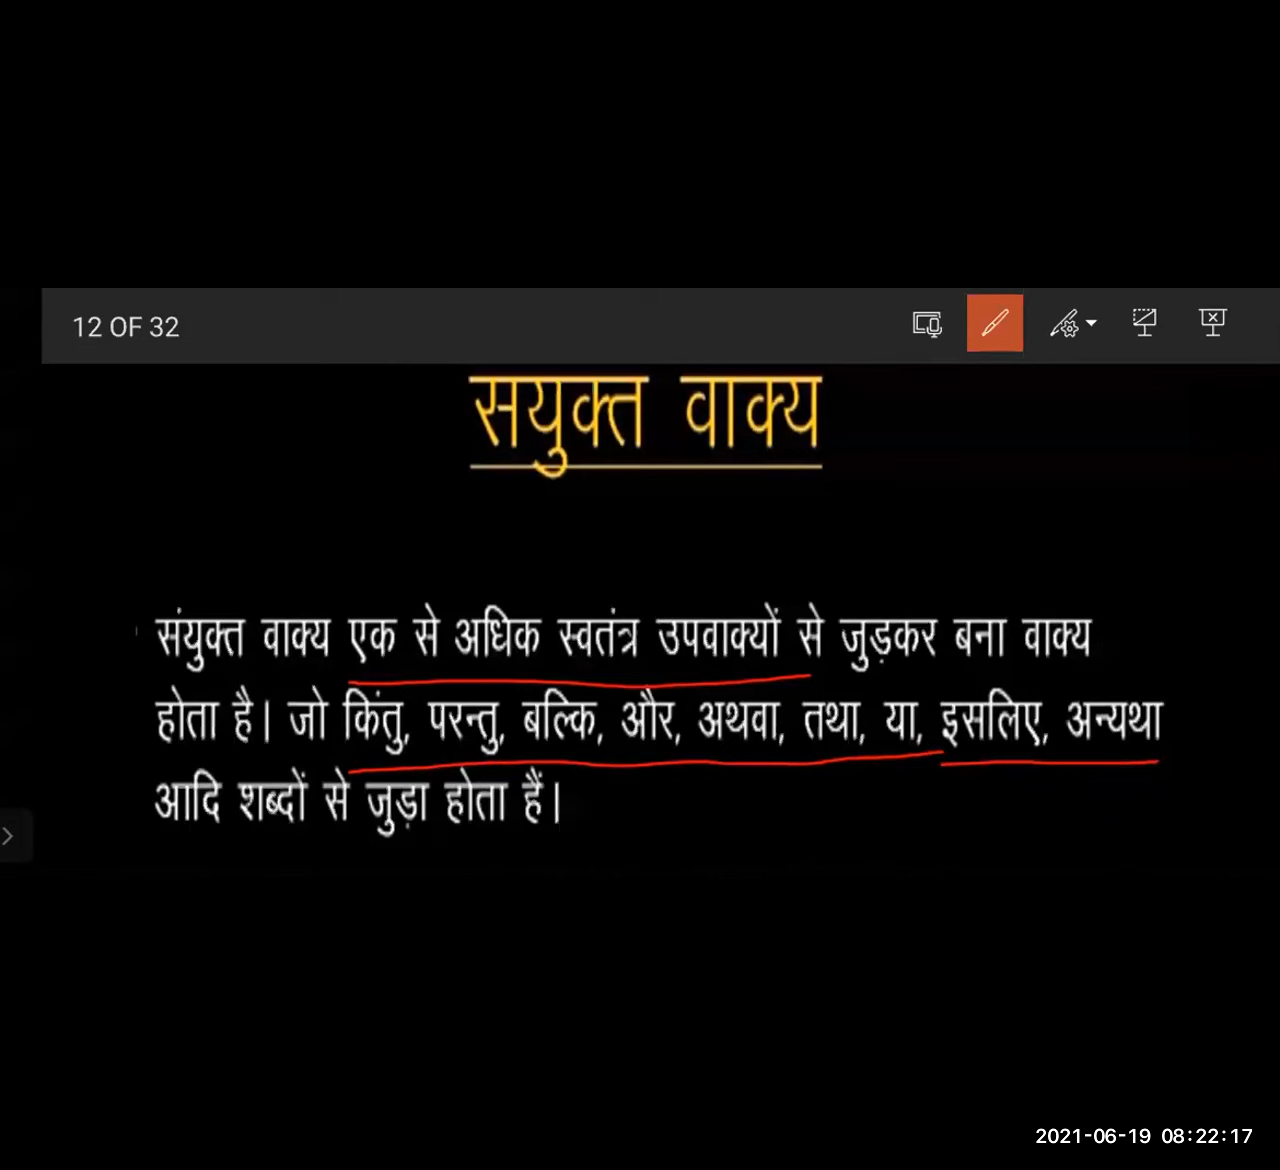 12 OF 32
सयुक्त वाक्य
संयुक्त वाक्य एक से अधिक स्वतंत्र उपवाक्यों से जुड़कर बना वाक्य
होता है। जो किंतु, परन्तु, बल्कि, और, अथवा, तथा, या, इसलिए, अन्यथा
आदि शब्दों से जुड़ा होता हैं।
2021-06-19 08:22:17